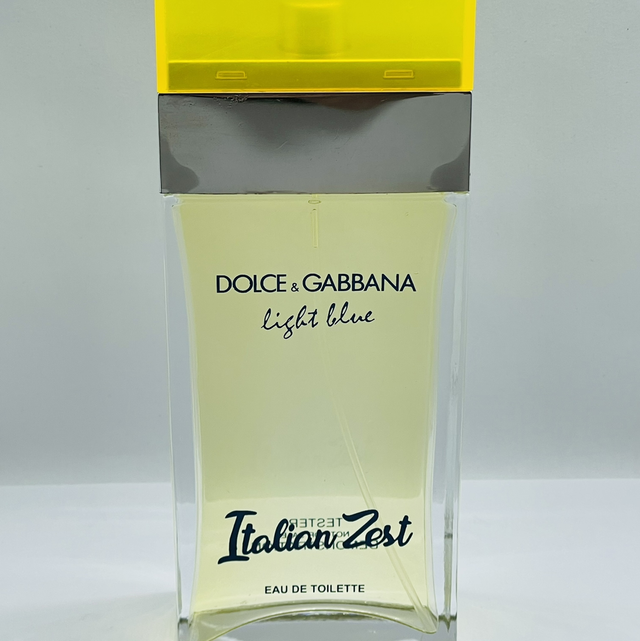 DOLCE & GABBANA
light blue
TESTER
Italian Zest
EAU DE TOILETTE